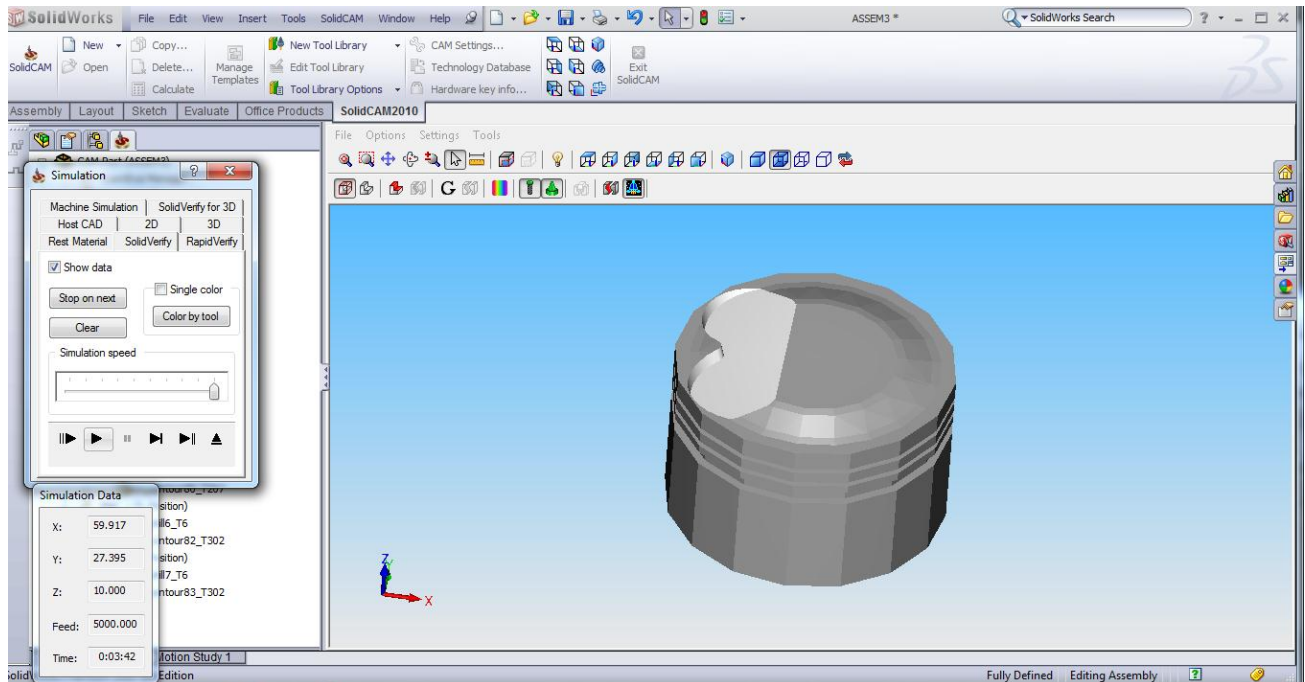 SolidWorks File Edit View Insert Tools SolidCAM Window Help ASSEM3 * SolidWorks Search
New Copy... New Tool Library CAM Settings...
SolidCAM Open Delete... Manage Templates Edit Tool Library Technology Database Exit SolidCAM
Calculate Tool Library Options Hardware key info...
Assembly Layout Sketch Evaluate Office Products SolidCAM2010
File Options Settings Tools
CAM-Part (ASSEM3)
Simulation
Machine Simulation SolidVerify for 3D
Host CAD 2D 3D
Rest Material SolidVerify RapidVerify
Show data
Stop on next Single color
Clear Color by tool
Simulation speed
Simulation Data
sition)
X: 59.917 ill6_T6
ntour82_T302
Y: 27.395 sition)
ill7_T6
Z: 10.000 ntour83_T302
Feed: 5000.000
Time: 0:03:42 Motion Study 1
Edition Fully Defined Editing Assembly
Z
X